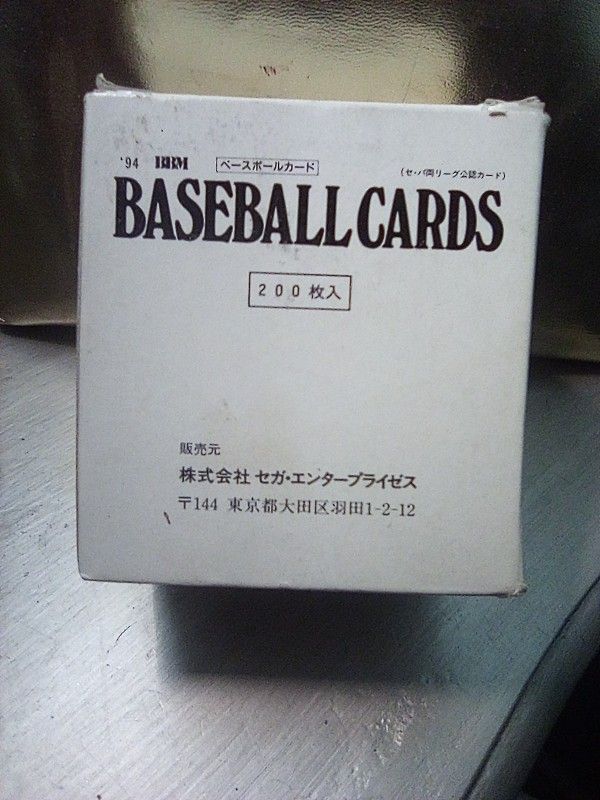 '94 BBM ベースボールカード (セ・パ両リーグ公認カード)
BASEBALL CARDS
200枚入
販売元
株式会社 セガ・エンタープライゼス
〒144 東京都大田区羽田1-2-12